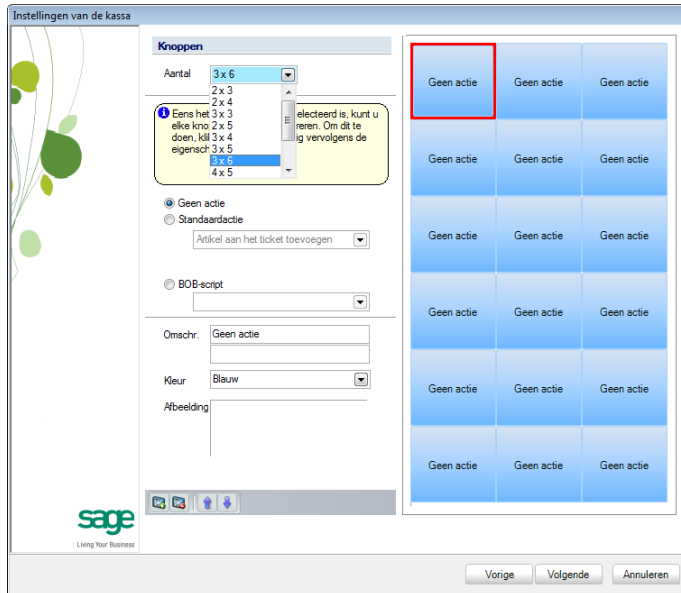 Instellingen van de kassa
Knoppen
Aantal 3 x 6
2 x 3
2 x 4
3 x 3
2 x 5
3 x 4
3 x 5
3 x 6
4 x 5
Eens het electeerd is, kunt u
elke kno reren. Om dit te
doen, kli ig vervolgens de
eigensch
Geen actie
Standaardactie
Artikel aan het ticket toevoegen
BOB-script
Omschr. Geen actie
Kleur Blauw
Afbeelding
sage
Living Your Business
Geen actie Geen actie Geen actie
Geen actie Geen actie Geen actie
Geen actie Geen actie Geen actie
Geen actie Geen actie Geen actie
Geen actie Geen actie Geen actie
Geen actie Geen actie Geen actie
Vorige Volgende Annuleren